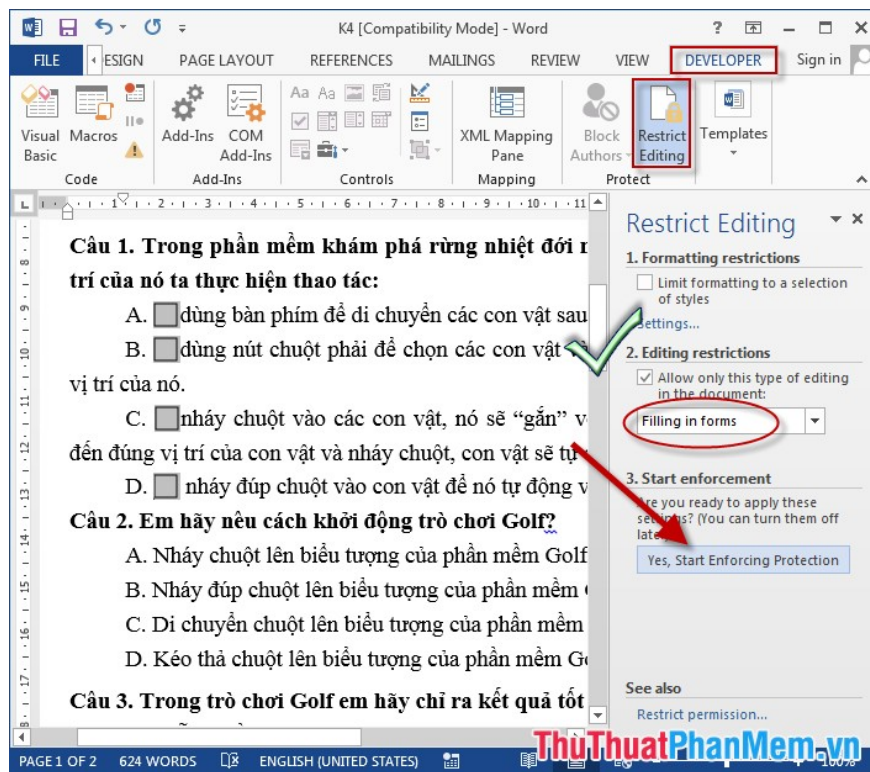 K4 [Compatibility Mode] - Word
FILE ESIGN PAGE LAYOUT REFERENCES MAILINGS REVIEW VIEW DEVELOPER Sign in
Visual Basic
Macros
Add-Ins
COM Add-Ins
XML Mapping Pane
Block Authors
Restrict Editing
Templates
Code Add-Ins Controls Mapping Protect
Câu 1. Trong phần mềm khám phá rừng nhiệt đới
trí của nó ta thực hiện thao tác:
A. dùng bàn phím để di chuyển các con vật sau
B. dùng nút chuột phải để chọn các con vật và
vị trí của nó.
C. nháy chuột vào các con vật, nó sẽ “gắn”
đến đúng vị trí của con vật và nháy chuột, con vật sẽ tự
D. nháy đúp chuột vào con vật để nó tự động
Câu 2. Em hãy nêu cách khởi động trò chơi Golf?
A. Nháy chuột lên biểu tượng của phần mềm Golf
B. Nháy đúp chuột lên biểu tượng của phần mềm
C. Di chuyển chuột lên biểu tượng của phần mềm
D. Kéo thả chuột lên biểu tượng của phần mềm
Câu 3. Trong trò chơi Golf em hãy chỉ ra kết quả tốt
Restrict Editing
1. Formatting restrictions
Limit formatting to a selection
of styles
Settings...
2. Editing restrictions
Allow only this type of editing
in the document:
Filling in forms
3. Start enforcement
Are you ready to apply these
settings? (You can turn them off
Yes, Start Enforcing Protection
See also
Restrict permission...
ThuThuatPhanMem.vn
PAGE 1 OF 2 624 WORDS ENGLISH (UNITED STATES) 100%